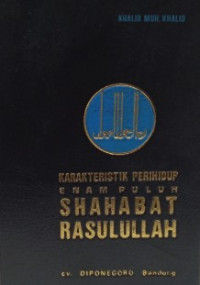 KHALID MUH. KHALID
KARAKTERISTIK PERIHIDUP
ENAM PULUH
SHAHABAT
RASULULLAH
CV. DIPONEGORO Bandung